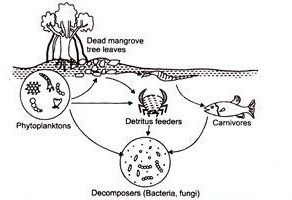 Dead mangrove
tree leaves
Phytoplanktons
Detritus feeders
Carnivores
Decomposers (Bacteria, fungi)